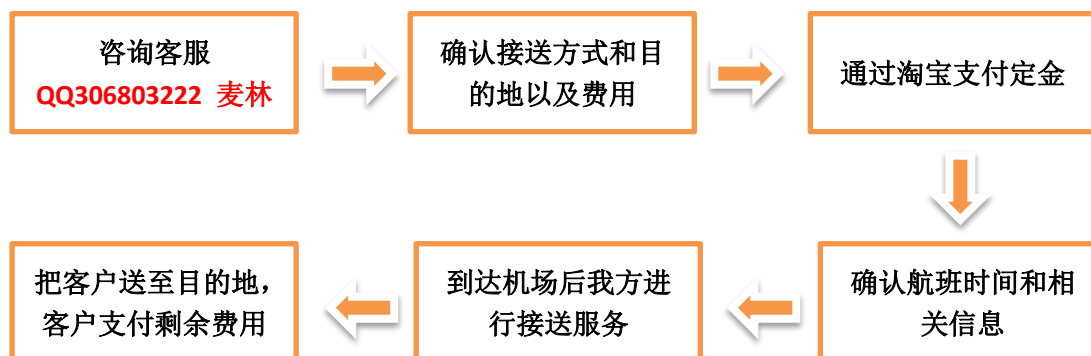 咨询客服
QQ306803222 麦林
确认接送方式和目
的地以及费用
通过淘宝支付定金
确认航班时间和相
关信息
到达机场后我方进
行接送服务
把客户送至目的地，
客户支付剩余费用